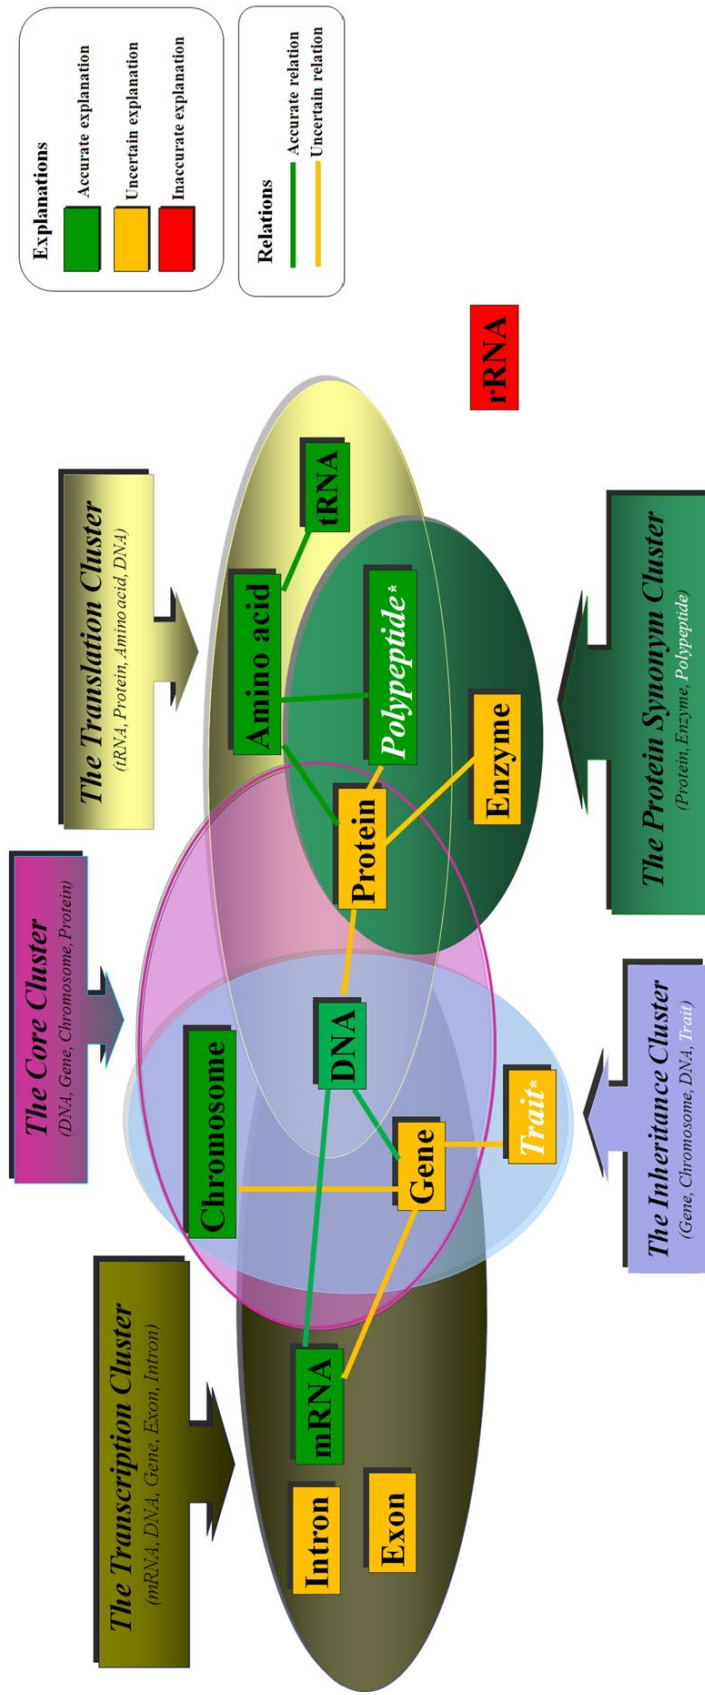 The Transcription Cluster
(mRNA, DNA, Gene, Exon, Intron)
The Core Cluster
(DNA, Gene, Chromosome, Protein)
The Translation Cluster
(tRNA, Protein, Amino acid, DNA)
Explanations
Accurate explanation
Uncertain explanation
Inaccurate explanation
Relations
Accurate relation
Uncertain relation
Chromosome
Amino acid
tRNA
mRNA
Intron
DNA
Protein
Polypeptide*
Exon
Gene
Enzyme
rRNA
Trait*
The Inheritance Cluster
(Gene, Chromosome, DNA, Trait)
The Protein Synonym Cluster
(Protein, Enzyme, Polypeptide)